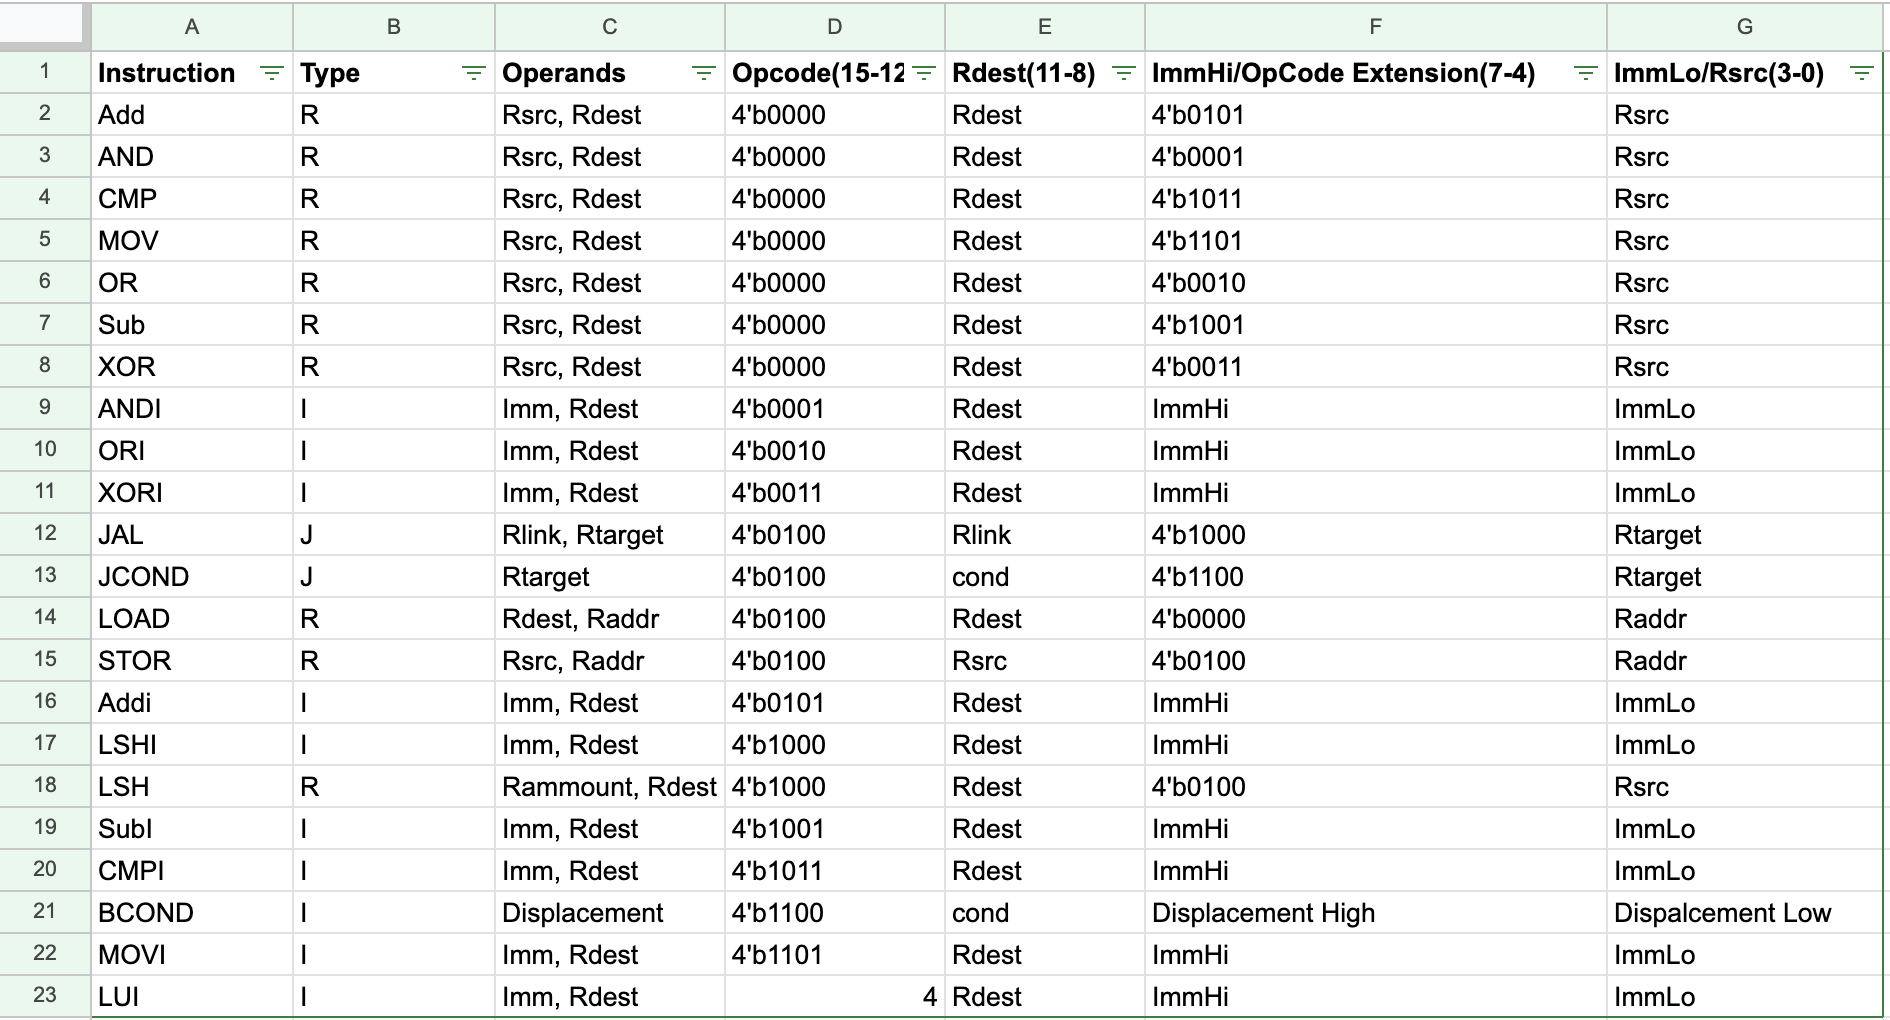 A B C D E F G
1 Instruction Type Operands Opcode(15-12 Rdest(11-8) ImmHi/OpCode Extension(7-4) ImmLo/Rsrc(3-0)
2 Add R Rsrc, Rdest 4'b0000 Rdest 4'b0101 Rsrc
3 AND R Rsrc, Rdest 4'b0000 Rdest 4'b0001 Rsrc
4 CMP R Rsrc, Rdest 4'b0000 Rdest 4'b1011 Rsrc
5 MOV R Rsrc, Rdest 4'b0000 Rdest 4'b1101 Rsrc
6 OR R Rsrc, Rdest 4'b0000 Rdest 4'b0010 Rsrc
7 Sub R Rsrc, Rdest 4'b0000 Rdest 4'b1001 Rsrc
8 XOR R Rsrc, Rdest 4'b0000 Rdest 4'b0011 Rsrc
9 ANDI I Imm, Rdest 4'b0001 Rdest ImmHi ImmLo
10 ORI I Imm, Rdest 4'b0010 Rdest ImmHi ImmLo
11 XORI I Imm, Rdest 4'b0011 Rdest ImmHi ImmLo
12 JAL J Rlink, Rtarget 4'b0100 Rlink 4'b1000 Rtarget
13 JCOND J Rtarget 4'b0100 cond 4'b1100 Rtarget
14 LOAD R Rdest, Raddr 4'b0100 Rdest 4'b0000 Raddr
15 STOR R Rsrc, Raddr 4'b0100 Rsrc 4'b0100 Raddr
16 Addi I Imm, Rdest 4'b0101 Rdest ImmHi ImmLo
17 LSHI I Imm, Rdest 4'b1000 Rdest ImmHi ImmLo
18 LSH R Rammount, Rdest 4'b1000 Rdest 4'b0100 Rsrc
19 SubI I Imm, Rdest 4'b1001 Rdest ImmHi ImmLo
20 CMPI I Imm, Rdest 4'b1011 Rdest ImmHi ImmLo
21 BCOND I Displacement 4'b1100 cond Displacement High Dispalcement Low
22 MOVI I Imm, Rdest 4'b1101 Rdest ImmHi ImmLo
23 LUI I Imm, Rdest 4 Rdest ImmHi ImmLo